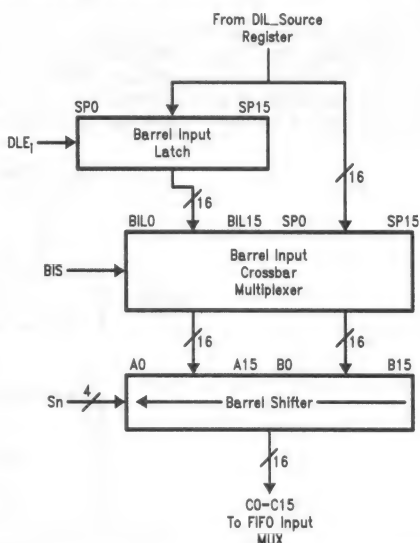 From DIL_Source
Register
SP0 SP15
DLE1
Barrel Input
Latch
16
16
BIL0 BIL15 SP0 SP15
BIS
Barrel Input
Crossbar
Multiplexer
16
16
A0 A15 B0 B15
Sn
4
Barrel Shifter
16
C0-C15
To FIFO Input
MUX